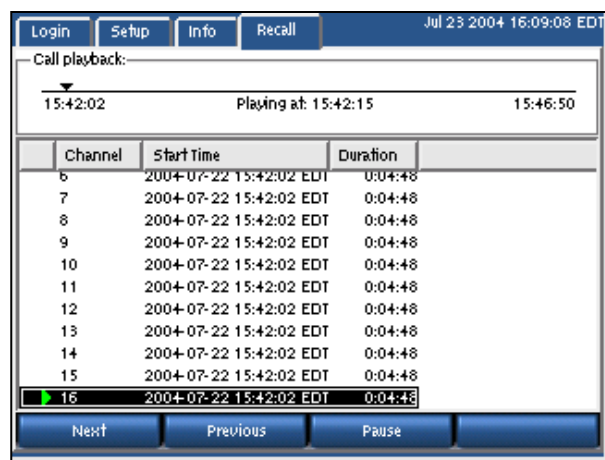 Login Setup Info Recall Jul 23 2004 16:09:08 EDT
Call playback:
15:42:02 Playing at: 15:42:15 15:46:50
Channel Start Time Duration
6 2004-07-22 15:42:02 EDT 0:04:48
7 2004-07-22 15:42:02 EDT 0:04:48
8 2004-07-22 15:42:02 EDT 0:04:48
9 2004-07-22 15:42:02 EDT 0:04:48
10 2004-07-22 15:42:02 EDT 0:04:48
11 2004-07-22 15:42:02 EDT 0:04:48
12 2004-07-22 15:42:02 EDT 0:04:48
13 2004-07-22 15:42:02 EDT 0:04:48
14 2004-07-22 15:42:02 EDT 0:04:48
15 2004-07-22 15:42:02 EDT 0:04:48
16 2004-07-22 15:42:02 EDT 0:04:48
Next Previous Pause